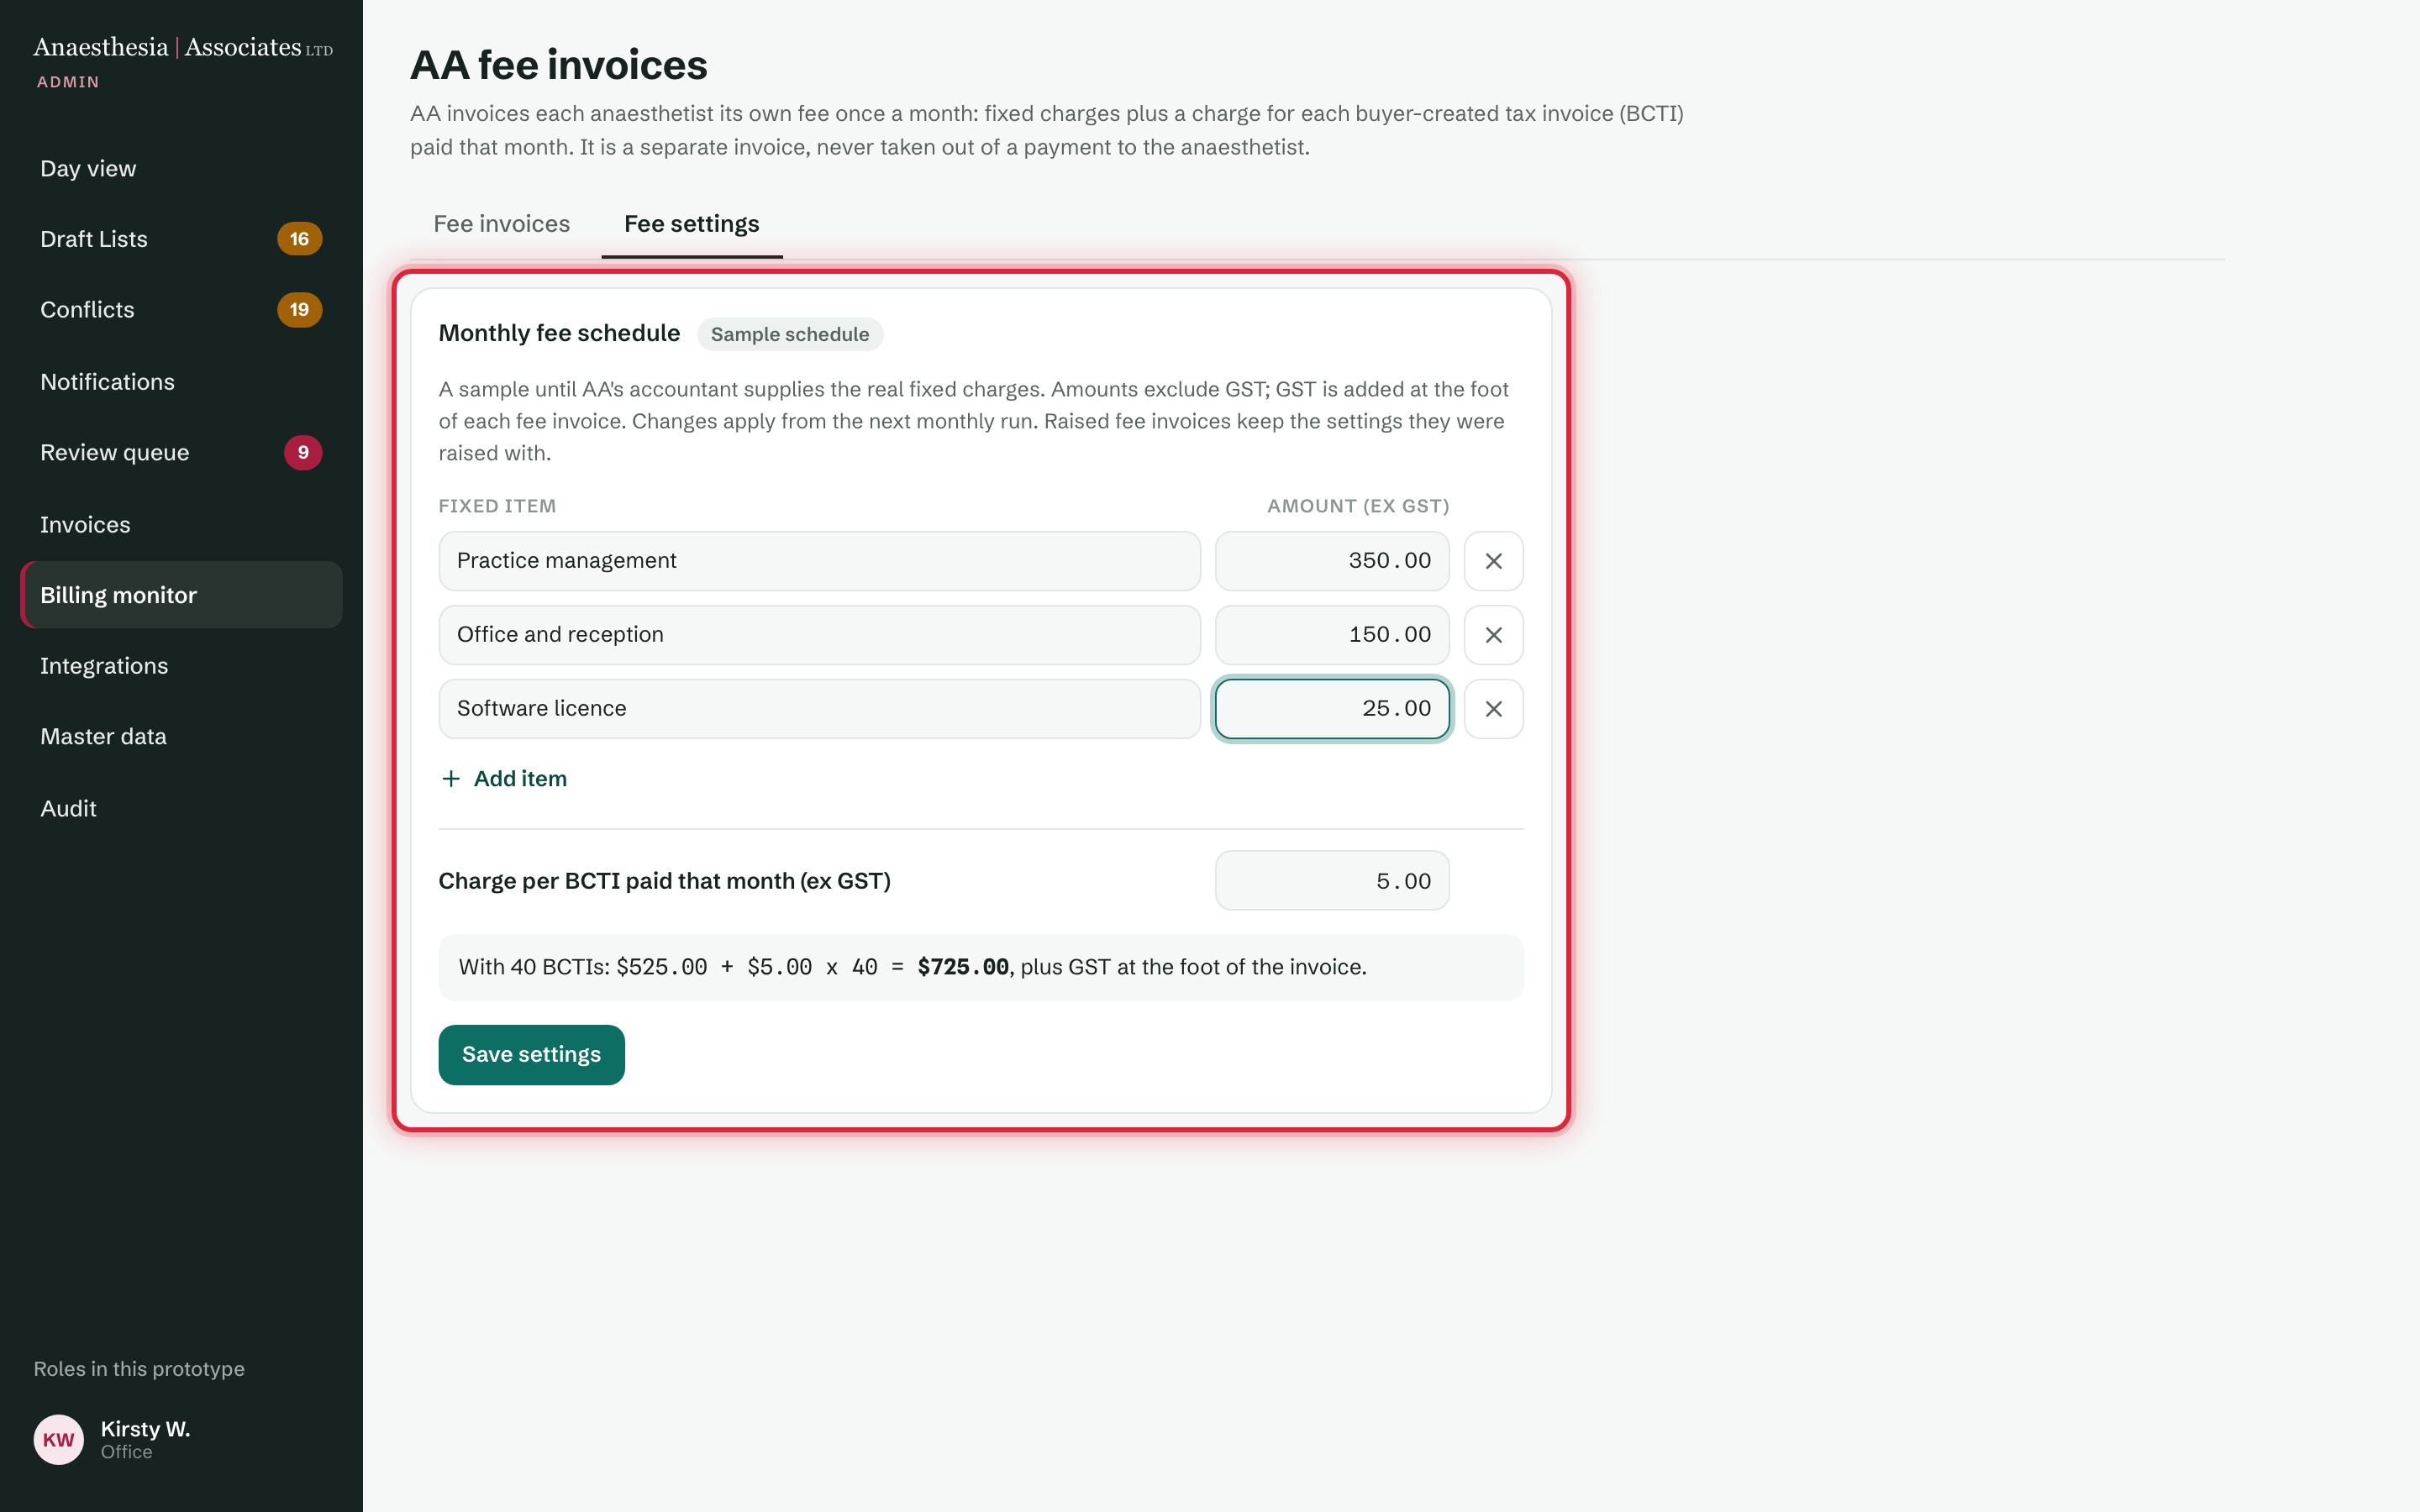 Anaesthesia | Associates LTD
ADMIN
Day view
Draft Lists 16
Conflicts 19
Notifications
Review queue 9
Invoices
Billing monitor
Integrations
Master data
Audit
Roles in this prototype
KW
Kirsty W.
Office
AA fee invoices
AA invoices each anaesthetist its own fee once a month: fixed charges plus a charge for each buyer-created tax invoice (BCTI)
paid that month. It is a separate invoice, never taken out of a payment to the anaesthetist.
Fee invoices Fee settings
Monthly fee schedule Sample schedule
A sample until AA's accountant supplies the real fixed charges. Amounts exclude GST; GST is added at the foot
of each fee invoice. Changes apply from the next monthly run. Raised fee invoices keep the settings they were
raised with.
FIXED ITEM AMOUNT (EX GST)
Practice management 350.00
Office and reception 150.00
Software licence 25.00
+ Add item
Charge per BCTI paid that month (ex GST) 5.00
With 40 BCTIs: $525.00 + $5.00 x 40 = $725.00, plus GST at the foot of the invoice.
Save settings